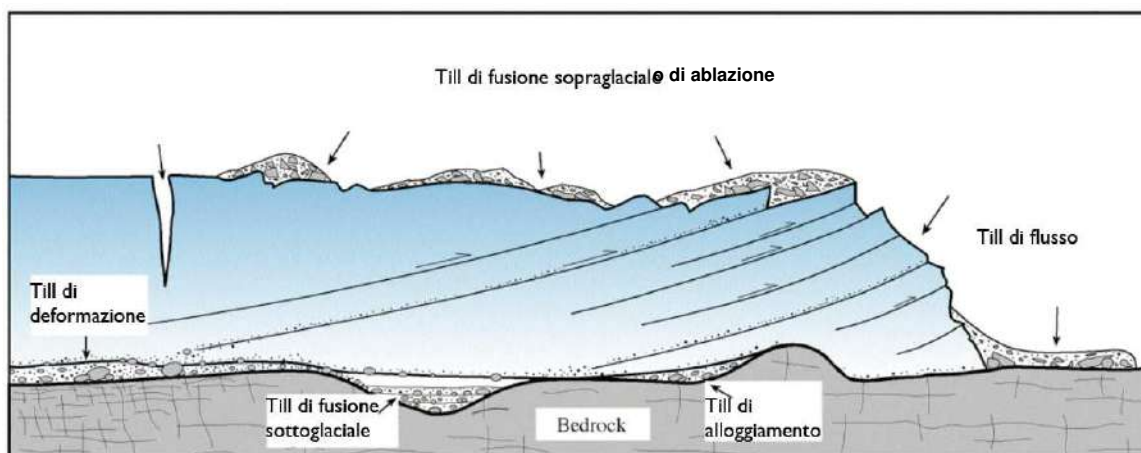 Till di fusione sopraglaciale o di ablazione
Till di flusso
Till di
deformazione
Till di fusione
sottoglaciale
Bedrock
Till di
alloggiamento